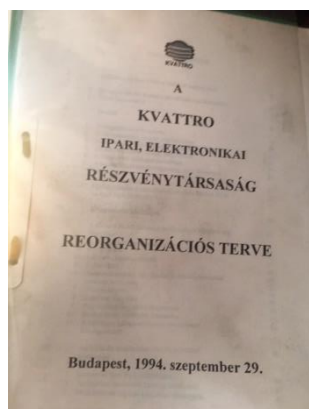 KVATTRO
A
KVATTRO
IPARI, ELEKTRONIKAI
RÉSZVÉNYTÁRSASÁG
REORGANIZÁCIÓS TERVE
Budapest, 1994. szeptember 29.